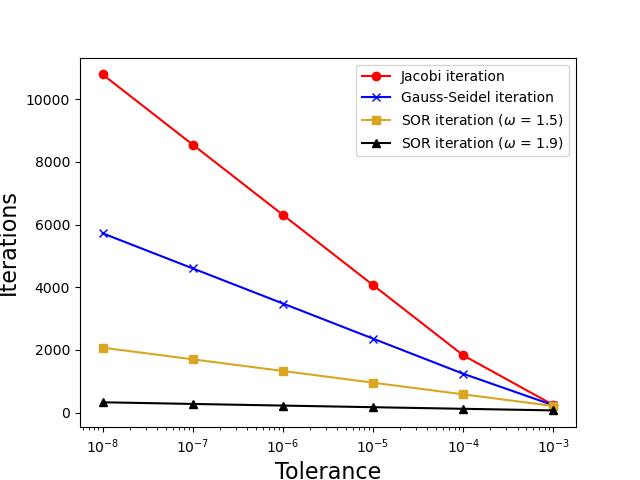 Jacobi iteration
Gauss-Seidel iteration
SOR iteration (ω = 1.5)
SOR iteration (ω = 1.9)
Iterations
10000
8000
6000
4000
2000
0
10⁻⁸ 10⁻⁷ 10⁻⁶ 10⁻⁵ 10⁻⁴ 10⁻³
Tolerance